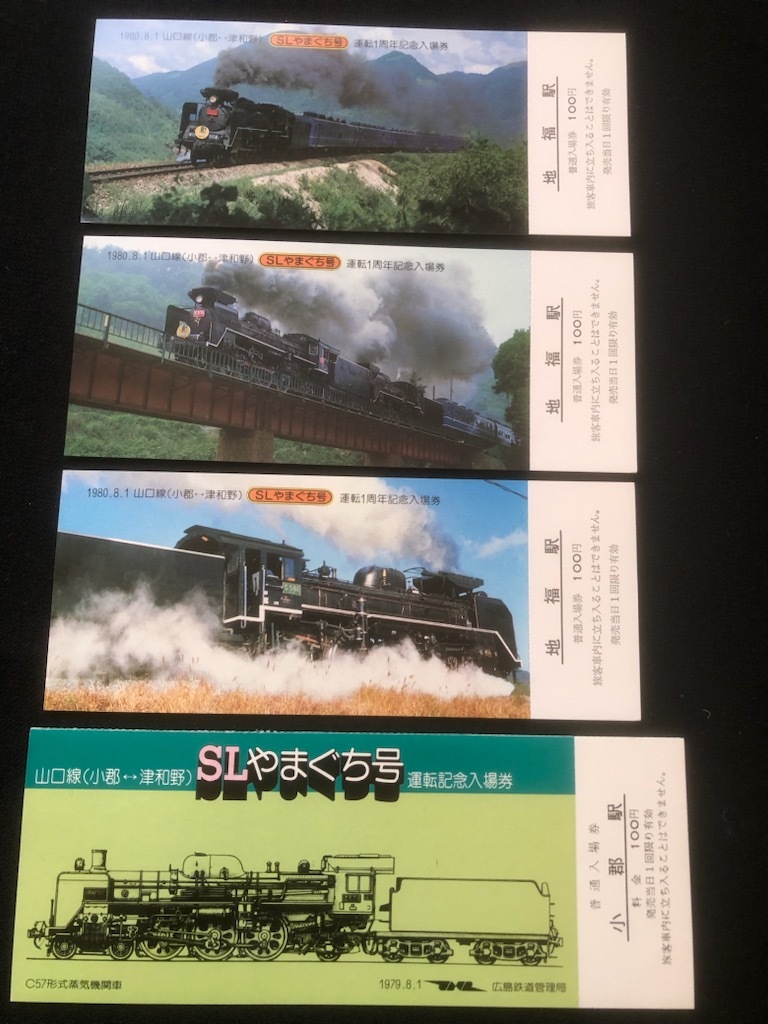 1980.8.1 山口線(小郡↔津和野) SLやまぐち号 運転1周年記念入場券
地福駅
普通入場券 100円
旅客車内に立ち入ることはできません。
発売当日1回限り有効
1980.8.1 山口線(小郡↔津和野) SLやまぐち号 運転1周年記念入場券
地福駅
普通入場券 100円
旅客車内に立ち入ることはできません。
発売当日1回限り有効
1980.8.1 山口線(小郡↔津和野) SLやまぐち号 運転1周年記念入場券
地福駅
普通入場券 100円
旅客車内に立ち入ることはできません。
発売当日1回限り有効
山口線(小郡↔津和野) SLやまぐち号 運転記念入場券
C57形式蒸気機関車
1979.8.1
広島鉄道管理局
普通入場券
小郡駅
料金 100円
発売当日1回限り有効
旅客車内に立ち入ることはできません。